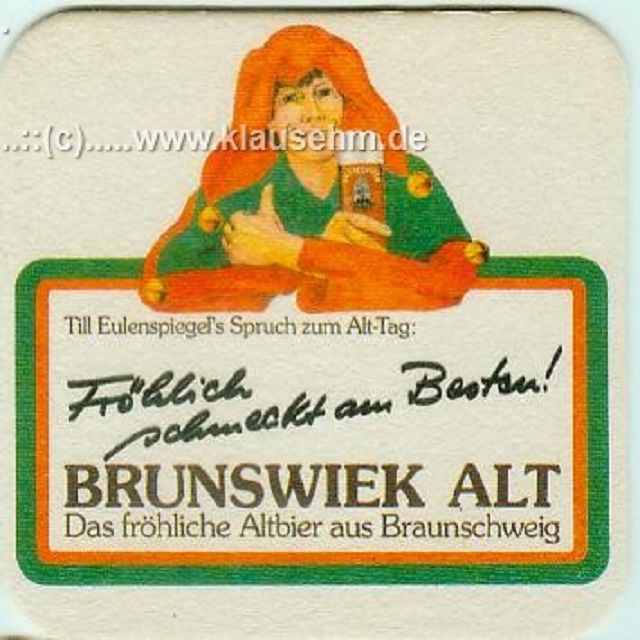 ..::(c).....www.klausehm.de
Till Eulenspiegel's Spruch zum Alt-Tag:
Fröhlich
schmeckt am Besten!
BRUNSWIEK ALT
Das fröhliche Altbier aus Braunschweig